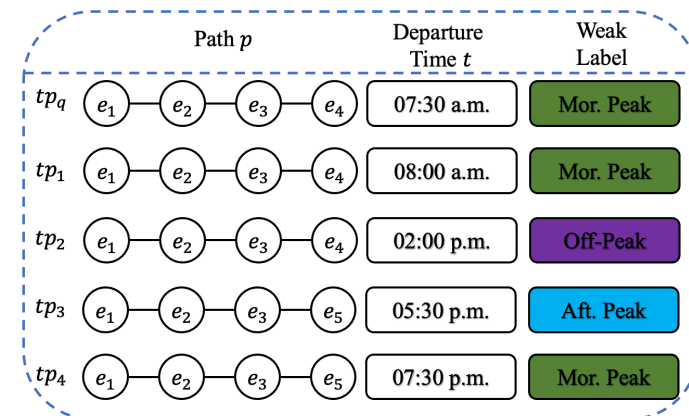 Path p Departure Time t Weak Label
tp_q e_1 e_2 e_3 e_4 07:30 a.m. Mor. Peak
tp_1 e_1 e_2 e_3 e_4 08:00 a.m. Mor. Peak
tp_2 e_1 e_2 e_3 e_4 02:00 p.m. Off-Peak
tp_3 e_1 e_2 e_3 e_5 05:30 p.m. Aft. Peak
tp_4 e_1 e_2 e_3 e_5 07:30 p.m. Mor. Peak